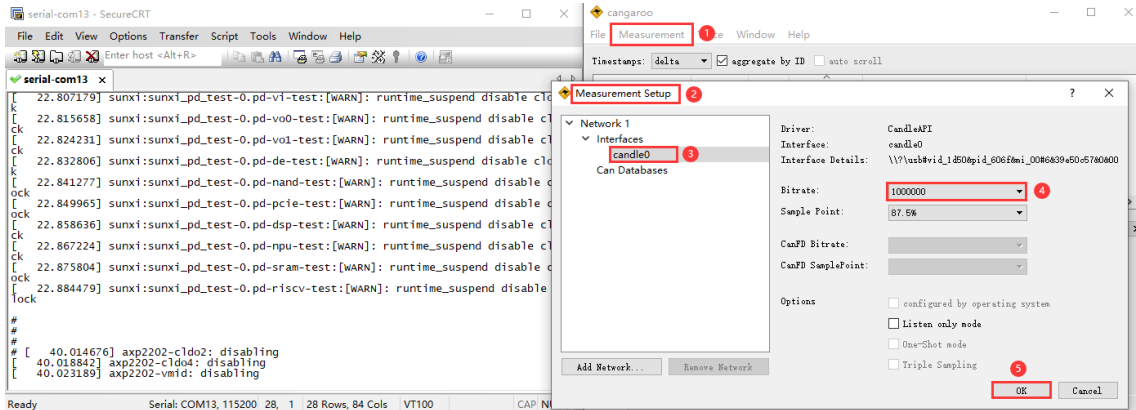 serial-com13 - SecureCRT
File Edit View Options Transfer Script Tools Window Help
Enter host <Alt+R>
serial-com13 x
[ 22.807179] sunxi:sunxi_pd_test-0.pd-vi-test:[WARN]: runtime_suspend disable clo
k
[ 22.815658] sunxi:sunxi_pd_test-0.pd-vo0-test:[WARN]: runtime_suspend disable cl
ck
[ 22.824231] sunxi:sunxi_pd_test-0.pd-vo1-test:[WARN]: runtime_suspend disable cl
ck
[ 22.832806] sunxi:sunxi_pd_test-0.pd-de-test:[WARN]: runtime_suspend disable clo
k
[ 22.841277] sunxi:sunxi_pd_test-0.pd-nand-test:[WARN]: runtime_suspend disable c
ock
[ 22.849965] sunxi:sunxi_pd_test-0.pd-pcie-test:[WARN]: runtime_suspend disable c
ock
[ 22.858636] sunxi:sunxi_pd_test-0.pd-dsp-test:[WARN]: runtime_suspend disable cl
ck
[ 22.867224] sunxi:sunxi_pd_test-0.pd-npu-test:[WARN]: runtime_suspend disable cl
ck
[ 22.875804] sunxi:sunxi_pd_test-0.pd-sram-test:[WARN]: runtime_suspend disable c
ock
[ 22.884479] sunxi:sunxi_pd_test-0.pd-riscv-test:[WARN]: runtime_suspend disable
lock
#
#
# [ 40.014676] axp2202-cldo2: disabling
[ 40.018842] axp2202-cldo4: disabling
[ 40.023189] axp2202-vmid: disabling
Ready Serial: COM13, 115200 28, 1 28 Rows, 84 Cols VT100 CAP
cangaroo
File Measurement 1 Window Help
Timestamps: delta aggregate by ID auto scroll
Measurement Setup 2 ?
Network 1
Interfaces
candle0 3
Can Databases
Add Network... Remove Network
Driver: CandleAPI
Interface: candle0
Interface Details: \\?\usb#vid_1d50&pid_606f&mi_00#6&39e50c57&0&00
Bitrate: 1000000 4
Sample Point: 87.5%
CanFD Bitrate:
CanFD SamplePoint:
Options configured by operating system
Listen only mode
One-Shot mode
Triple Sampling
5
OK Cancel